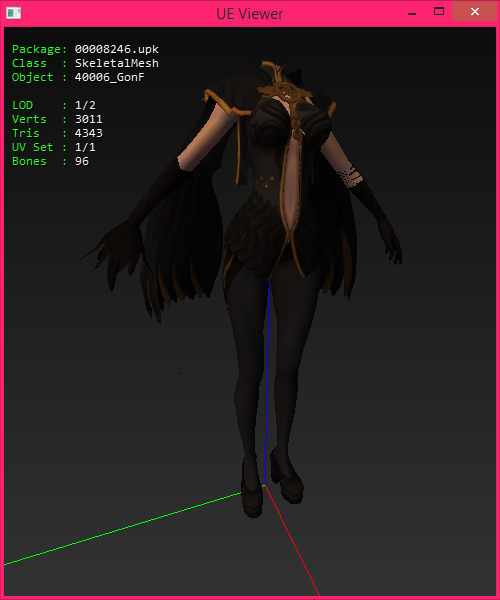 UE Viewer
Package: 00008246.upk
Class : SkeletalMesh
Object : 40006_GonF
LOD : 1/2
Verts : 3011
Tris : 4343
UV Set : 1/1
Bones : 96